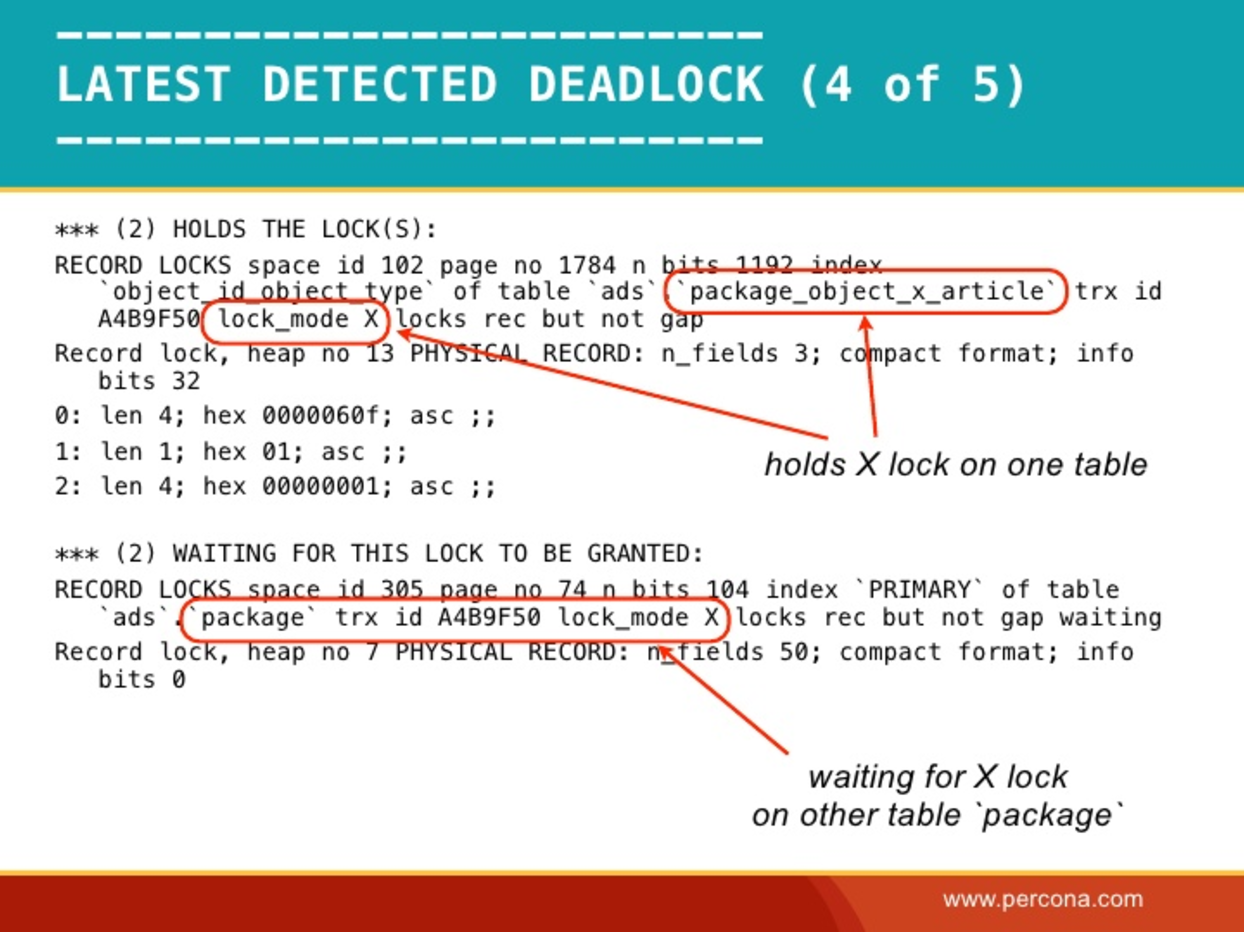 ---------------------------
LATEST DETECTED DEADLOCK (4 of 5)
---------------------------
*** (2) HOLDS THE LOCK(S):
RECORD LOCKS space id 102 page no 1784 n bits 1192 index
`object_id_object_type` of table `ads`.`package_object_x_article` trx id
A4B9F50 lock_mode X locks rec but not gap
Record lock, heap no 13 PHYSICAL RECORD: n_fields 3; compact format; info
bits 32
0: len 4; hex 0000060f; asc ;;
1: len 1; hex 01; asc ;;
2: len 4; hex 00000001; asc ;;
holds X lock on one table
*** (2) WAITING FOR THIS LOCK TO BE GRANTED:
RECORD LOCKS space id 305 page no 74 n bits 104 index `PRIMARY` of table
`ads`.`package` trx id A4B9F50 lock_mode X locks rec but not gap waiting
Record lock, heap no 7 PHYSICAL RECORD: n_fields 50; compact format; info
bits 0
waiting for X lock
on other table `package`
www.percona.com